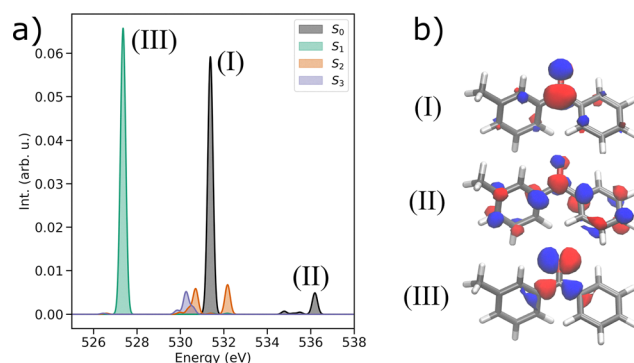 a)
b)
(III)
(I)
(II)
S₀
S₁
S₂
S₃
0.06
0.05
0.04
0.03
0.02
0.01
0.00
Int. (arb. u.)
526
528
530
532
534
536
538
Energy (eV)
(I)
(II)
(III)